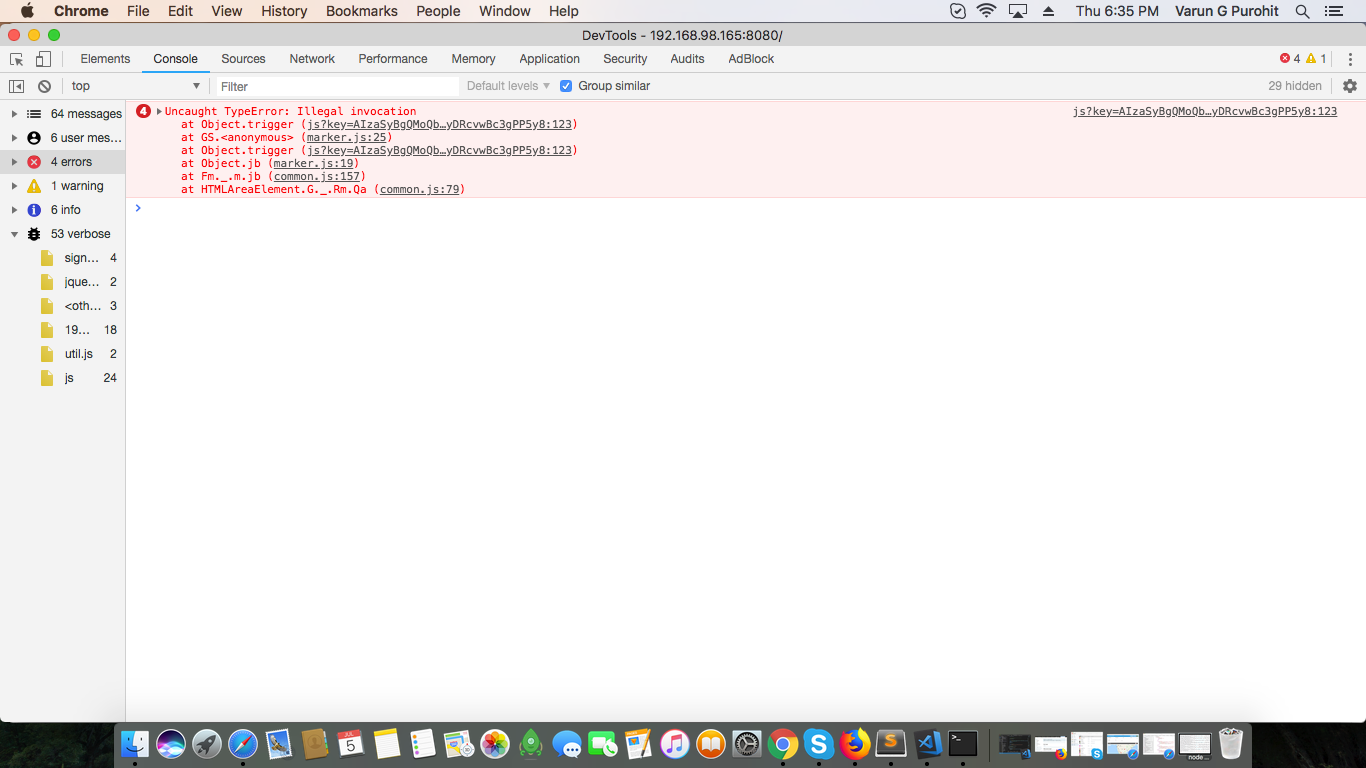 Chrome File Edit View History Bookmarks People Window Help Thu 6:35 PM Varun G Purohit
DevTools - 192.168.98.165:8080/
Elements Console Sources Network Performance Memory Application Security Audits AdBlock 4 1
top Filter Default levels Group similar 29 hidden
64 messages
6 user mes...
4 errors
1 warning
6 info
53 verbose
sign... 4
jque... 2
<oth... 3
19... 18
util.js 2
js 24
4 Uncaught TypeError: Illegal invocation js?key=AIzaSyBgQMoQb…yDRcvwBc3gPP5y8:123
at Object.trigger (js?key=AIzaSyBgQMoQb…yDRcvwBc3gPP5y8:123)
at GS.<anonymous> (marker.js:25)
at Object.trigger (js?key=AIzaSyBgQMoQb…yDRcvwBc3gPP5y8:123)
at Object.jb (marker.js:19)
at Fm._.m.jb (common.js:157)
at HTMLAreaElement.G._.Rm.Qa (common.js:79)
>
JUL
5